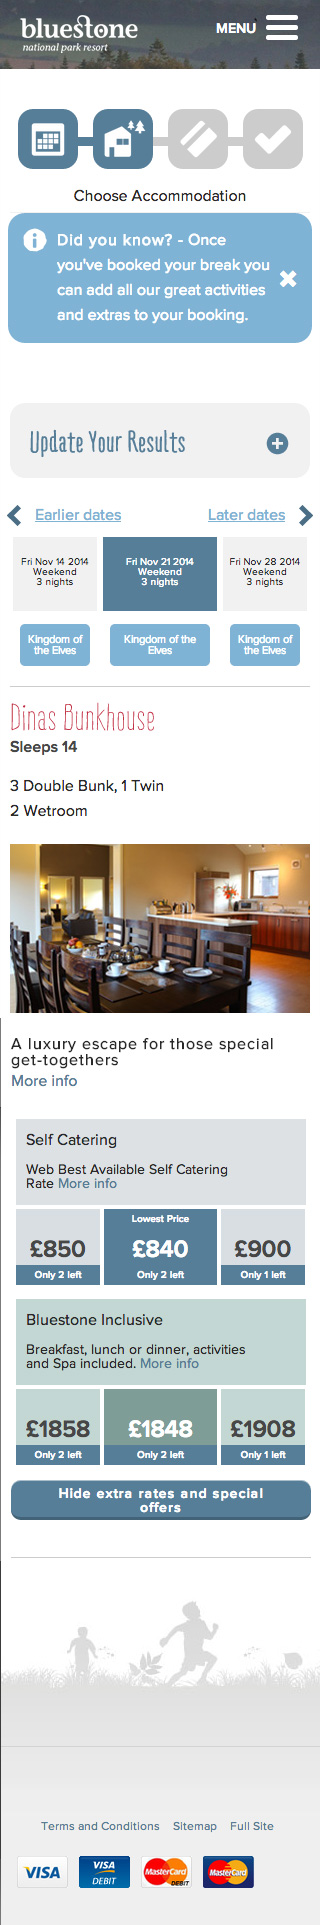 bluestone
national park resort
MENU
Choose Accommodation
Did you know? - Once
you've booked your break you
can add all our great activities
and extras to your booking.
Update Your Results
Earlier dates
Later dates
Fri Nov 14 2014
Weekend
3 nights
Fri Nov 21 2014
Weekend
3 nights
Fri Nov 28 2014
Weekend
3 nights
Kingdom of
the Elves
Kingdom of the
Elves
Kingdom of
the Elves
Dinas Bunkhouse
Sleeps 14
3 Double Bunk, 1 Twin
2 Wetroom
A luxury escape for those special
get-togethers
More info
Self Catering
Web Best Available Self Catering
Rate More info
£850
Only 2 left
Lowest Price
£840
Only 2 left
£900
Only 1 left
Bluestone Inclusive
Breakfast, lunch or dinner, activities
and Spa included. More info
£1858
Only 2 left
£1848
Only 2 left
£1908
Only 1 left
Hide extra rates and special
offers
Terms and Conditions
Sitemap
Full Site
VISA
VISA
DEBIT
MasterCard
DEBIT
MasterCard